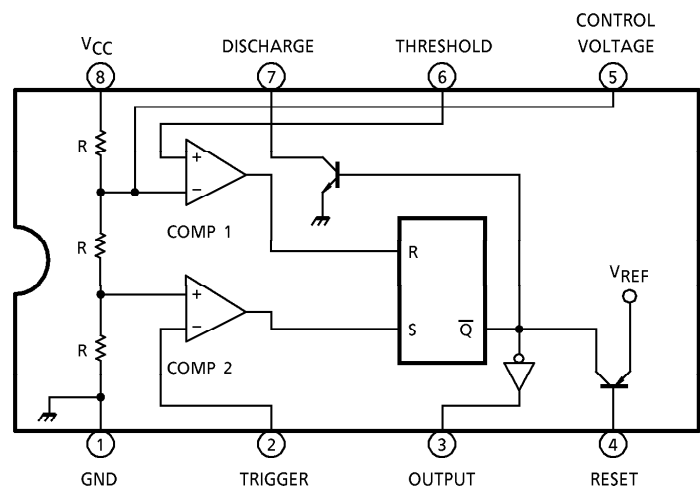 CONTROL
VCC DISCHARGE THRESHOLD VOLTAGE
8 7 6 5
R
+
−
COMP 1
R
R
VREF
+
−
S Q̅
R
COMP 2
1 2 3 4
GND TRIGGER OUTPUT RESET